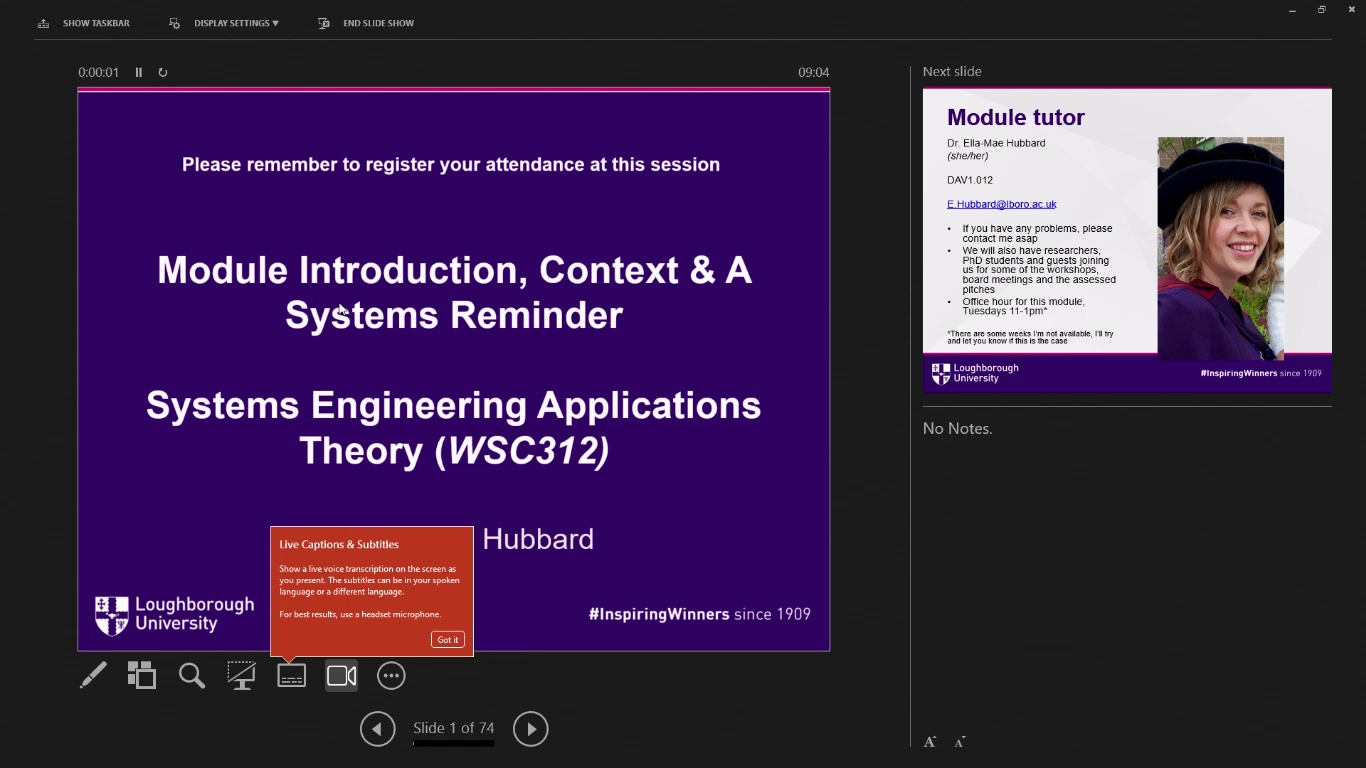 SHOW TASKBAR
DISPLAY SETTINGS ▾
END SLIDE SHOW
0:00:01
09:04
Please remember to register your attendance at this session
Module Introduction, Context & A
Systems Reminder
Systems Engineering Applications
Theory (WSC312)
Hubbard
Live Captions & Subtitles
Show a live voice transcription on the screen as
you present. The subtitles can be in your spoken
language or a different language.
For best results, use a headset microphone.
Got it
Loughborough
University
#InspiringWinners since 1909
Slide 1 of 74
Next slide
Module tutor
Dr. Ella-Mae Hubbard
(she/her)
DAV1.012
E.Hubbard@lboro.ac.uk
• If you have any problems, please
contact me asap
• We will also have researchers,
PhD students and guests joining
us for some of the workshops,
board meetings and the assessed
pitches
• Office hour for this module,
Tuesdays 11-1pm*
*There are some weeks I'm not available, I'll try
and let you know if this is the case
Loughborough
University
#InspiringWinners since 1909
No Notes.
A A